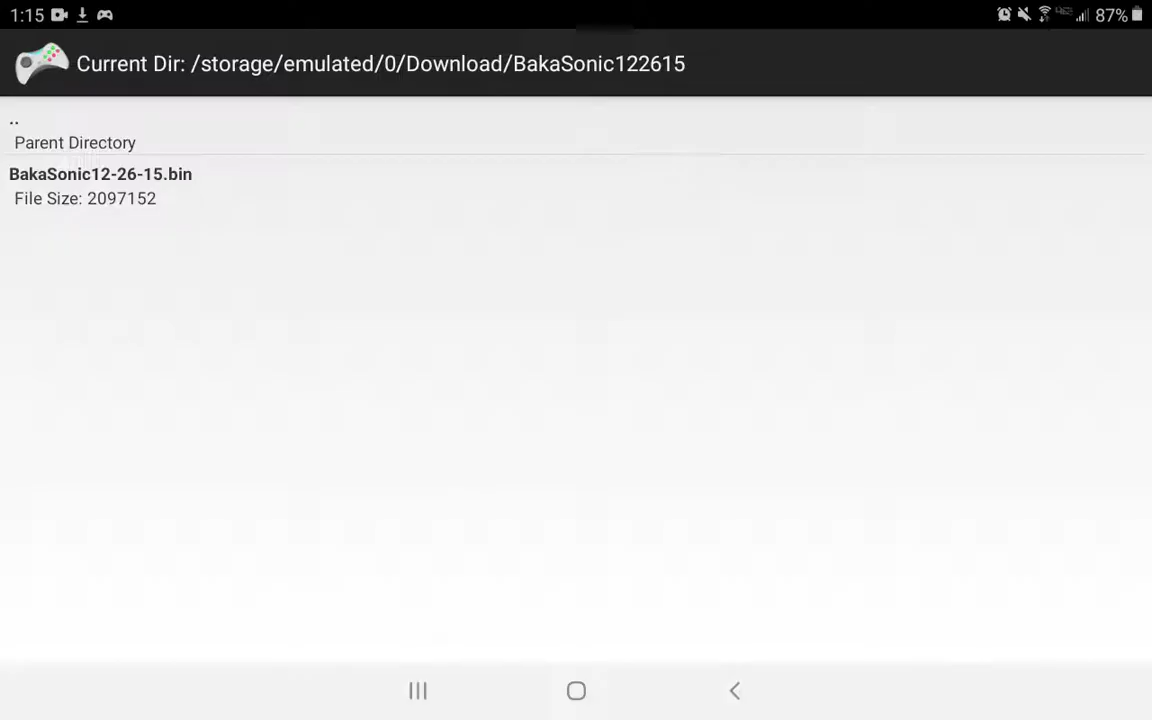 1:15
87%
Current Dir: /storage/emulated/0/Download/BakaSonic122615
..
Parent Directory
BakaSonic12-26-15.bin
File Size: 2097152